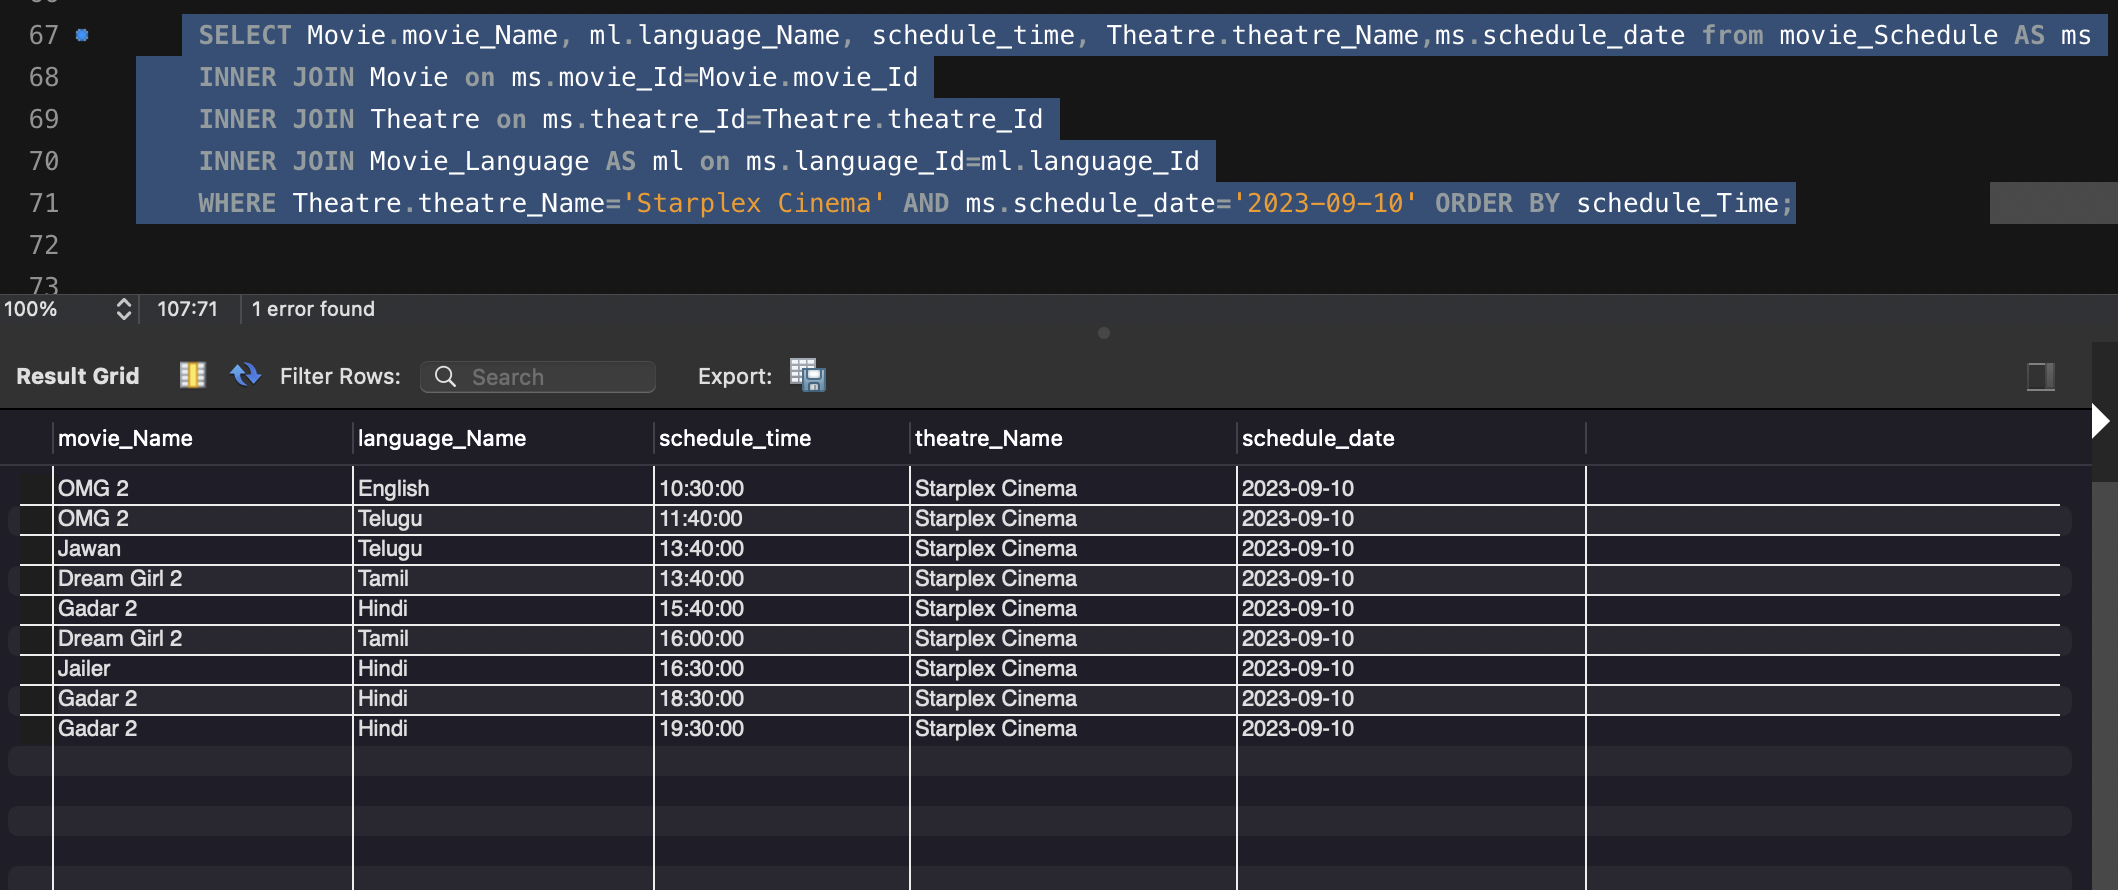 67 SELECT Movie.movie_Name, ml.language_Name, schedule_time, Theatre.theatre_Name,ms.schedule_date from movie_Schedule AS ms
68 INNER JOIN Movie on ms.movie_Id=Movie.movie_Id
69 INNER JOIN Theatre on ms.theatre_Id=Theatre.theatre_Id
70 INNER JOIN Movie_Language AS ml on ms.language_Id=ml.language_Id
71 WHERE Theatre.theatre_Name='Starplex Cinema' AND ms.schedule_date='2023-09-10' ORDER BY schedule_Time;
72
73
100% 107:71 1 error found
Result Grid Filter Rows: Search Export:
movie_Name language_Name schedule_time theatre_Name schedule_date
OMG 2 English 10:30:00 Starplex Cinema 2023-09-10
OMG 2 Telugu 11:40:00 Starplex Cinema 2023-09-10
Jawan Telugu 13:40:00 Starplex Cinema 2023-09-10
Dream Girl 2 Tamil 13:40:00 Starplex Cinema 2023-09-10
Gadar 2 Hindi 15:40:00 Starplex Cinema 2023-09-10
Dream Girl 2 Tamil 16:00:00 Starplex Cinema 2023-09-10
Jailer Hindi 16:30:00 Starplex Cinema 2023-09-10
Gadar 2 Hindi 18:30:00 Starplex Cinema 2023-09-10
Gadar 2 Hindi 19:30:00 Starplex Cinema 2023-09-10